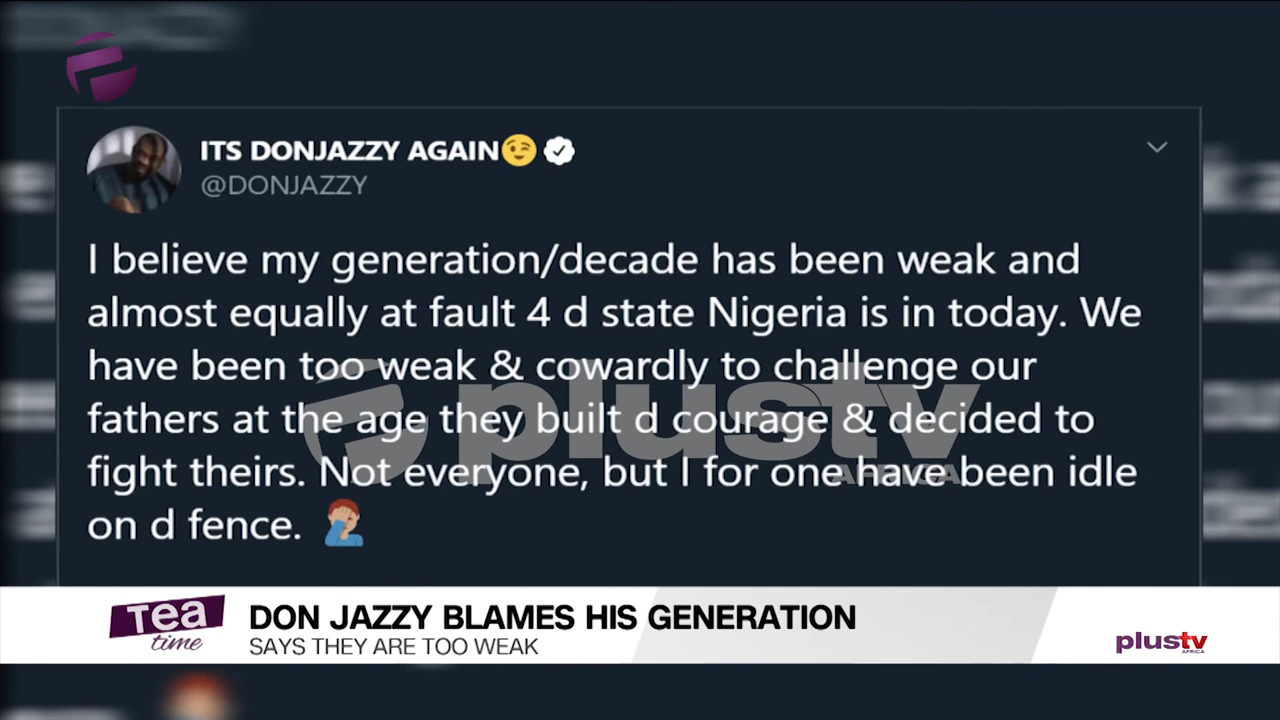 ITS DONJAZZY AGAIN😉
@DONJAZZY
I believe my generation/decade has been weak and
almost equally at fault 4 d state Nigeria is in today. We
have been too weak & cowardly to challenge our
fathers at the age they built d courage & decided to
fight theirs. Not everyone, but I for one have been idle
on d fence. 🤦🏽‍♂️
plustv
AFRICA
Tea
time
DON JAZZY BLAMES HIS GENERATION
SAYS THEY ARE TOO WEAK
plustv
AFRICA